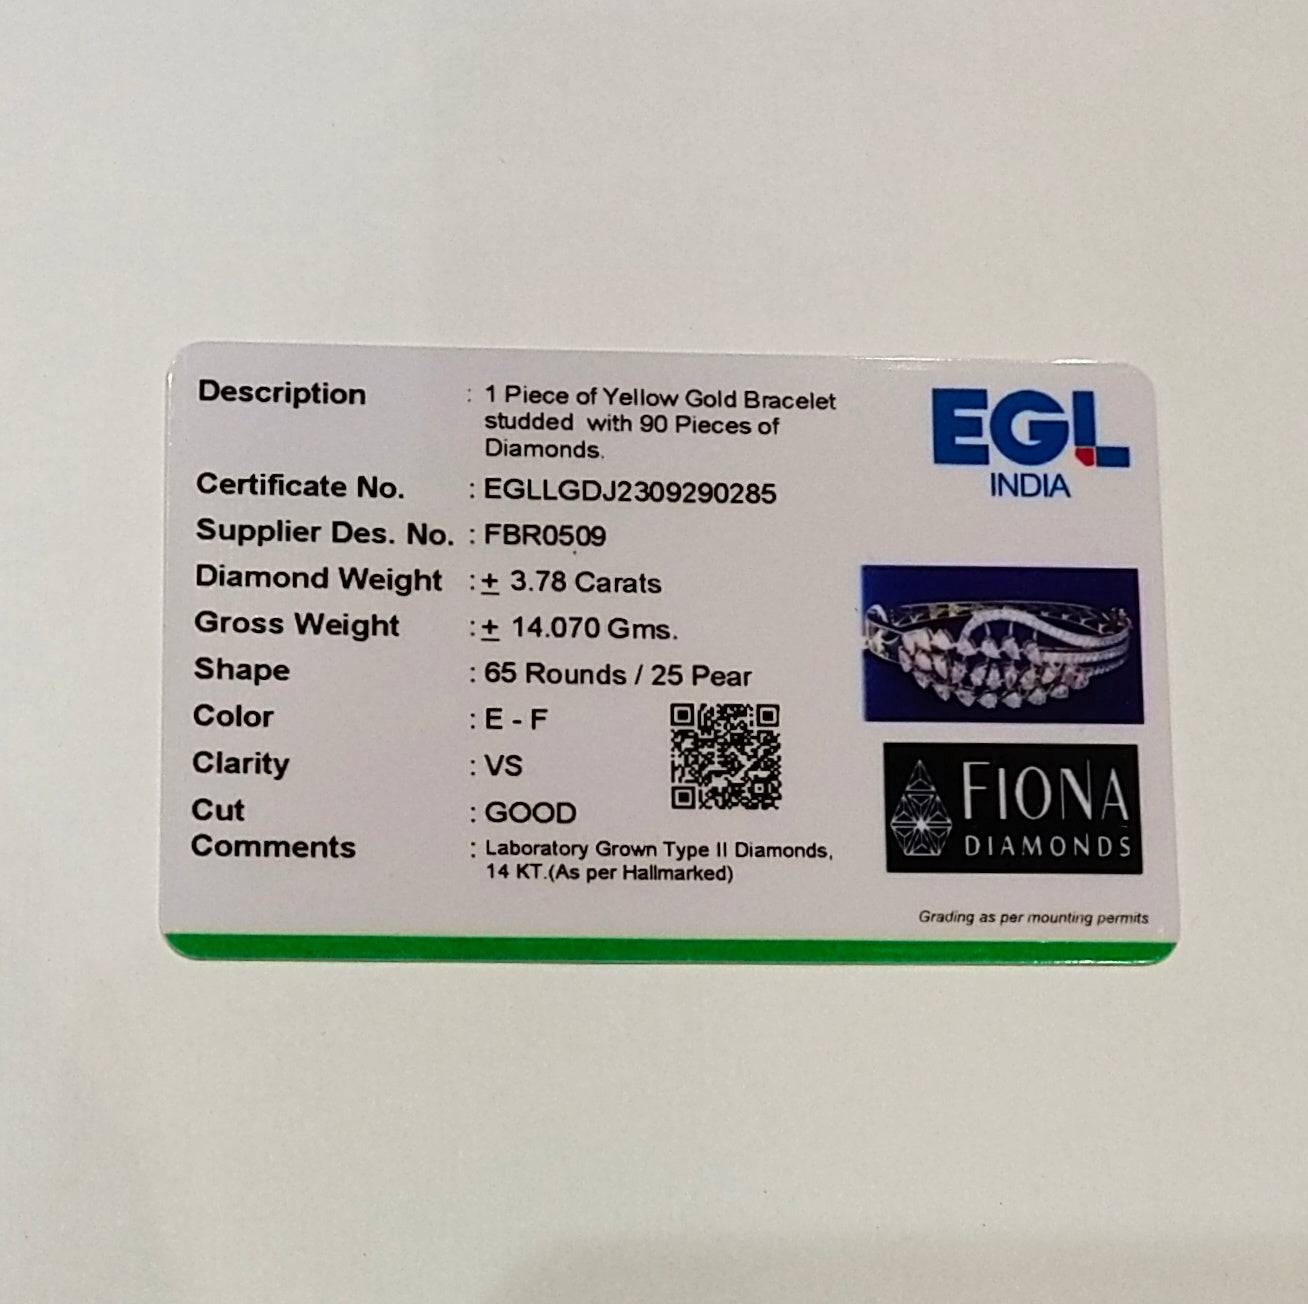 Description : 1 Piece of Yellow Gold Bracelet
studded with 90 Pieces of
Diamonds.
Certificate No. : EGLLGDJ2309290285
Supplier Des. No. : FBR0509
Diamond Weight : ± 3.78 Carats
Gross Weight : ± 14.070 Gms.
Shape : 65 Rounds / 25 Pear
Color : E - F
Clarity : VS
Cut : GOOD
Comments : Laboratory Grown Type II Diamonds,
14 KT.(As per Hallmarked)
EGL
INDIA
FIONA
DIAMONDS
Grading as per mounting permits